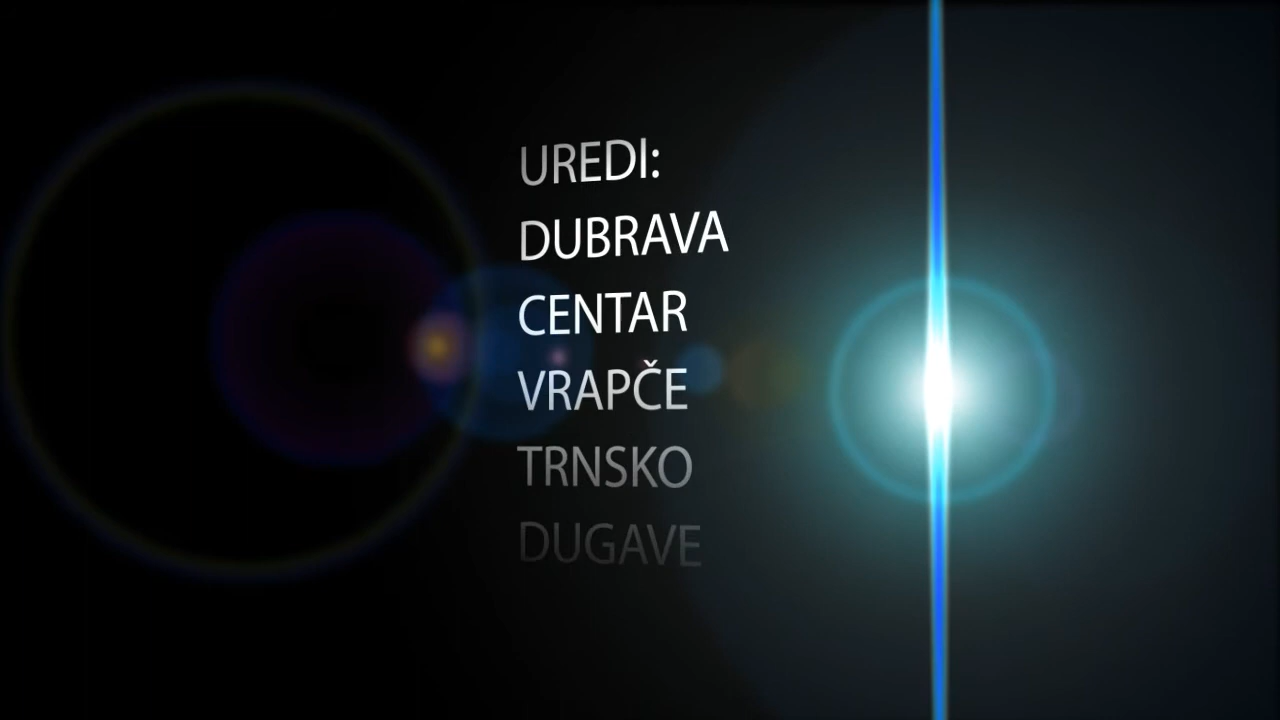 UREDI:
DUBRAVA
CENTAR
VRAPČE
TRNSKO
DUGAVE